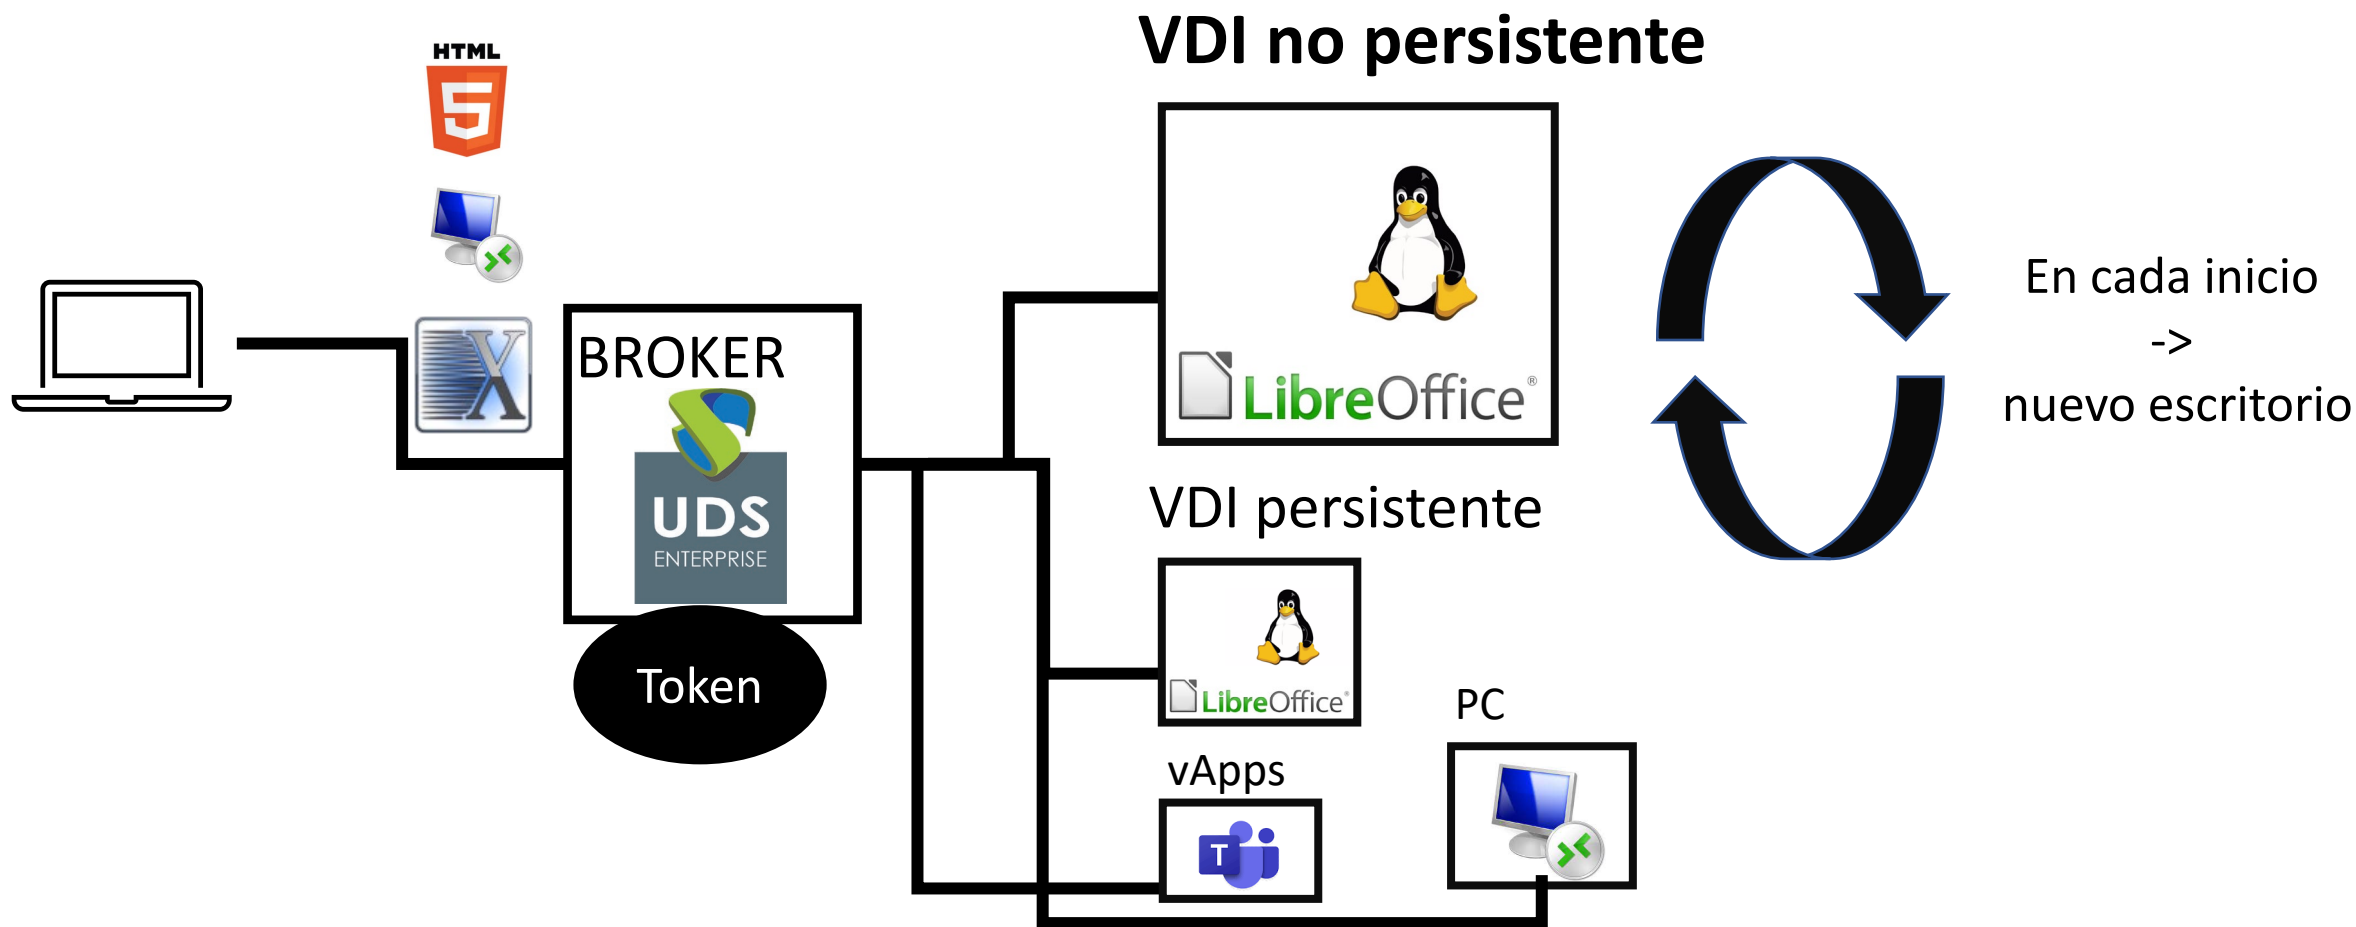 VDI no persistente
HTML
5
X
BROKER
UDS
ENTERPRISE
Token
LibreOffice®
En cada inicio
->
nuevo escritorio
VDI persistente
LibreOffice®
PC
vApps
T